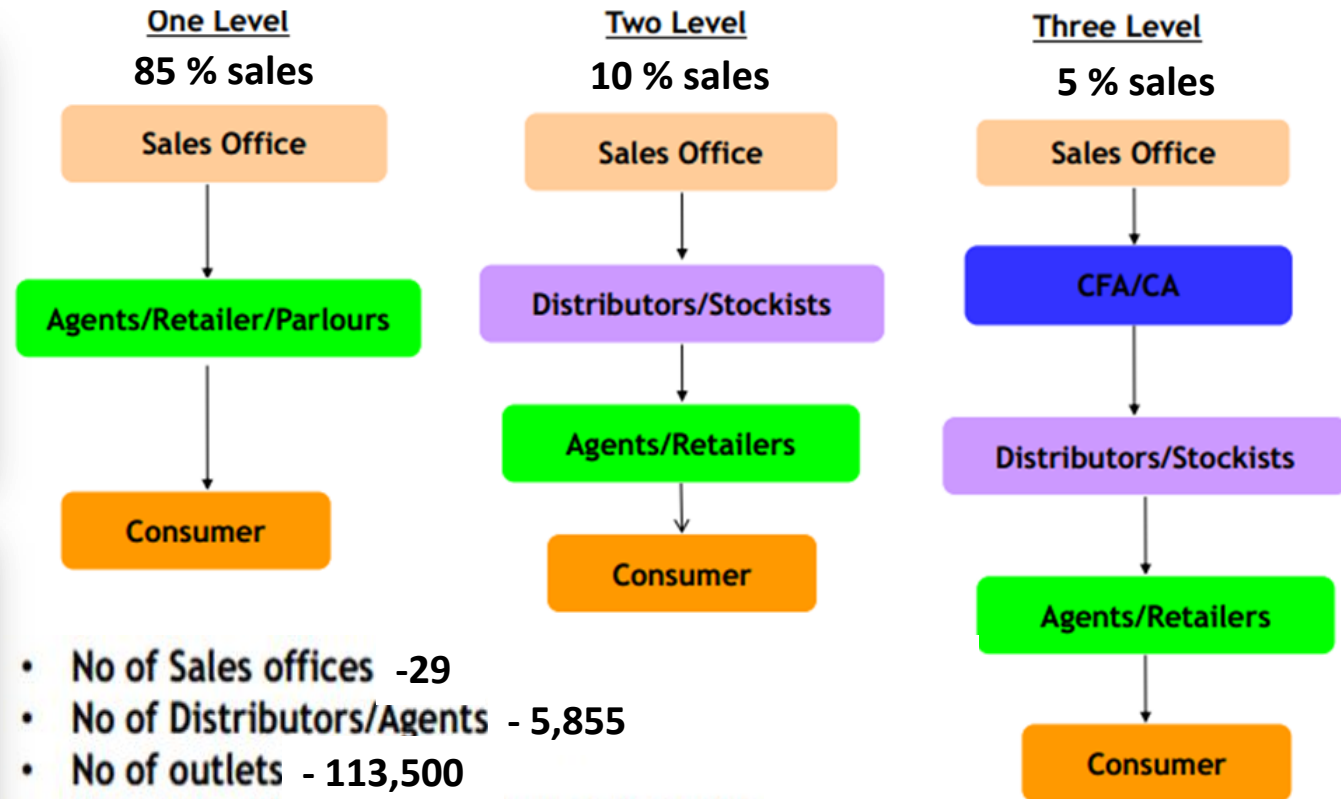 One Level
85 % sales
Sales Office
Agents/Retailer/Parlours
Consumer
Two Level
10 % sales
Sales Office
Distributors/Stockists
Agents/Retailers
Consumer
Three Level
5 % sales
Sales Office
CFA/CA
Distributors/Stockists
Agents/Retailers
Consumer
• No of Sales offices -29
• No of Distributors/Agents - 5,855
• No of outlets - 113,500